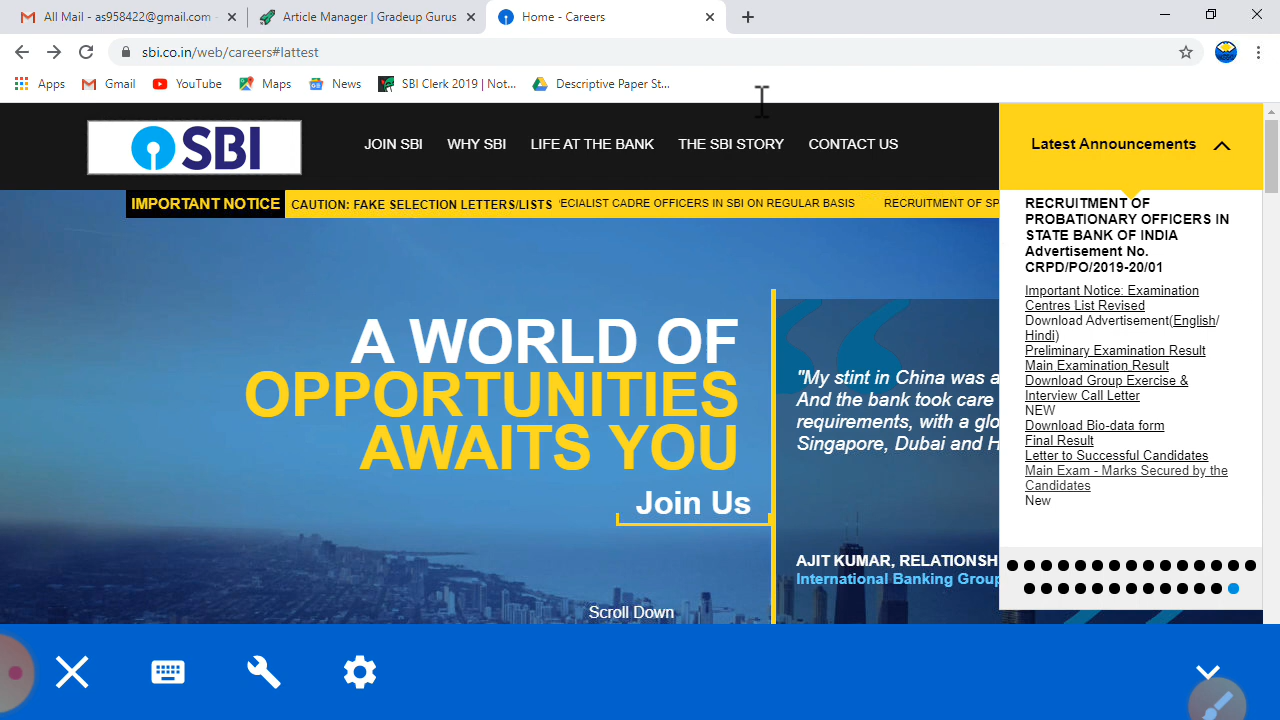 All Mail - as958422@gmail.com -
Article Manager | Gradeup Gurus
Home - Careers
sbi.co.in/web/careers#lattest
Apps
Gmail
YouTube
Maps
News
SBI Clerk 2019 | Not...
Descriptive Paper St...
SBI
JOIN SBI
WHY SBI
LIFE AT THE BANK
THE SBI STORY
CONTACT US
Latest Announcements
IMPORTANT NOTICE
CAUTION: FAKE SELECTION LETTERS/LISTS
ECIALIST CADRE OFFICERS IN SBI ON REGULAR BASIS
RECRUITMENT OF SP
A WORLD OF
OPPORTUNITIES
AWAITS YOU
Join Us
"My stint in China was a
And the bank took care
requirements, with a glo
Singapore, Dubai and H
AJIT KUMAR, RELATIONSH
International Banking Group
Scroll Down
RECRUITMENT OF
PROBATIONARY OFFICERS IN
STATE BANK OF INDIA
Advertisement No.
CRPD/PO/2019-20/01
Important Notice: Examination
Centres List Revised
Download Advertisement(English/
Hindi)
Preliminary Examination Result
Main Examination Result
Download Group Exercise &
Interview Call Letter
NEW
Download Bio-data form
Final Result
Letter to Successful Candidates
Main Exam - Marks Secured by the
Candidates
New